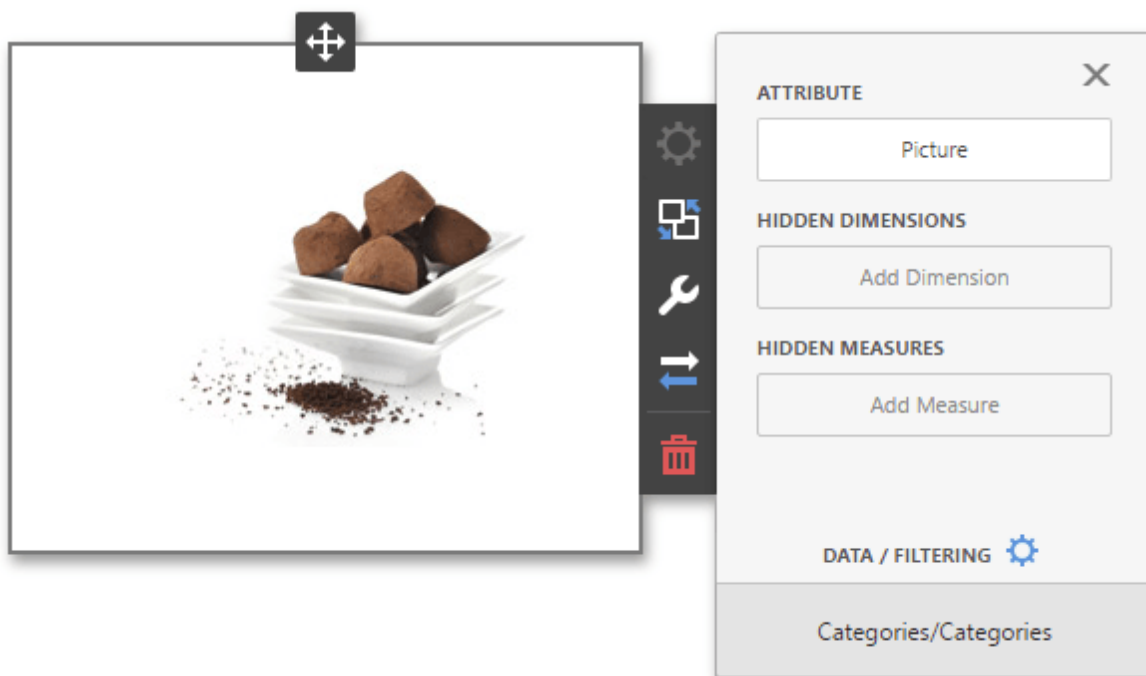 ATTRIBUTE
Picture
HIDDEN DIMENSIONS
Add Dimension
HIDDEN MEASURES
Add Measure
DATA / FILTERING
Categories/Categories